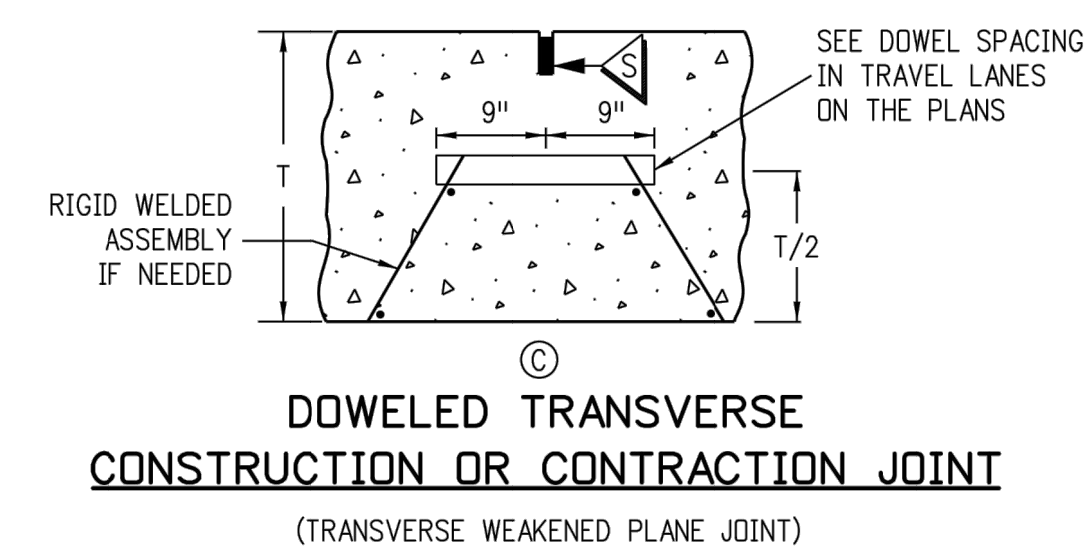 SEE DOWEL SPACING
IN TRAVEL LANES
ON THE PLANS
S
9"
9"
T
RIGID WELDED
ASSEMBLY
IF NEEDED
T/2
C
DOWELED TRANSVERSE
CONSTRUCTION OR CONTRACTION JOINT
(TRANSVERSE WEAKENED PLANE JOINT)